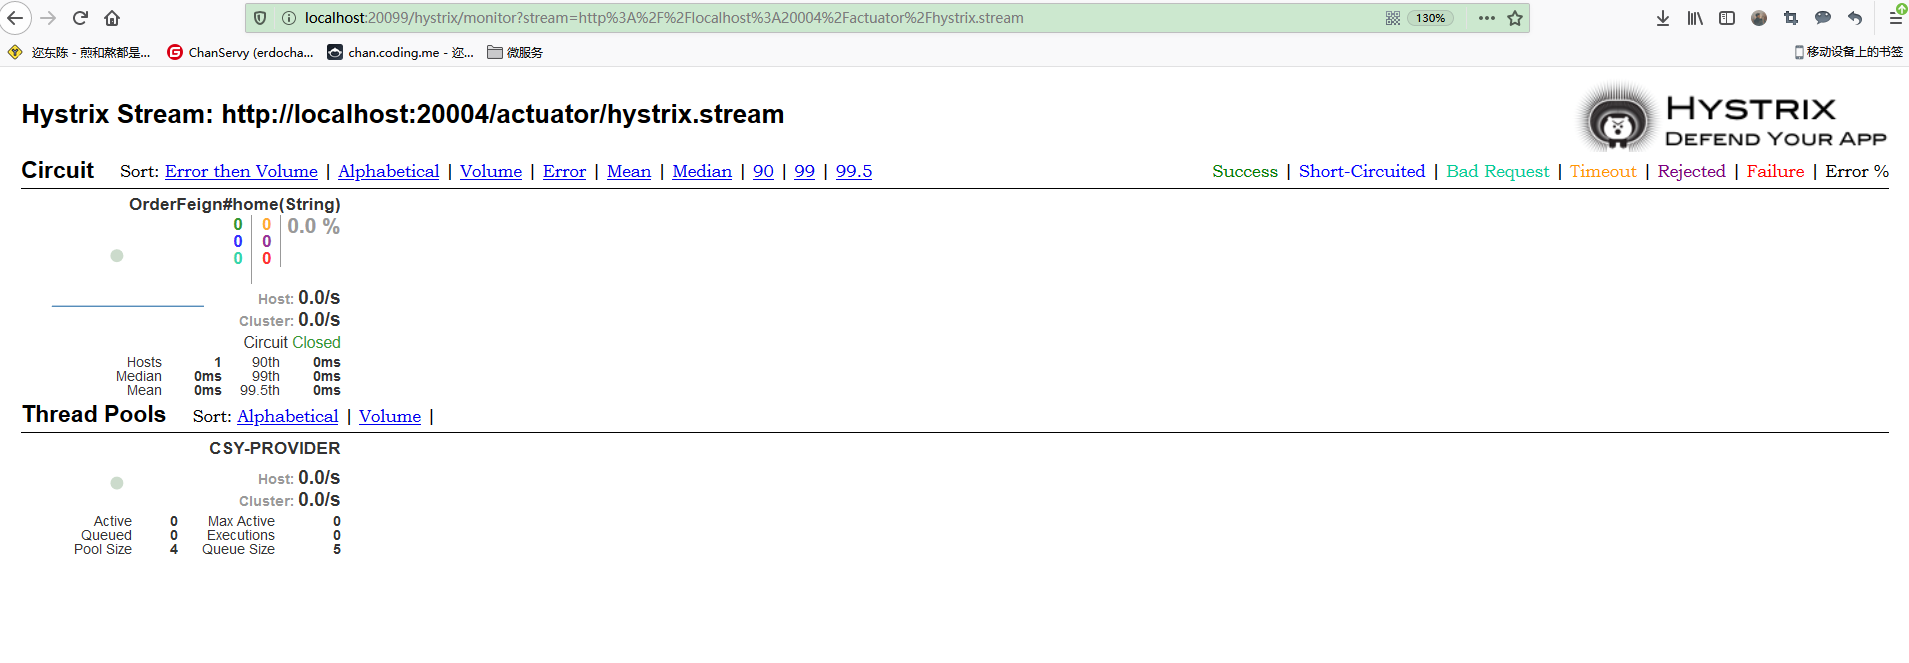 localhost:20099/hystrix/monitor?stream=http%3A%2F%2Flocalhost%3A20004%2Factuator%2Fhystrix.stream 130%
迩东陈 - 煎和熬都是... ChanServy (erdocha... chan.coding.me - 迩... 微服务 移动设备上的书签
Hystrix Stream: http://localhost:20004/actuator/hystrix.stream
HYSTRIX
DEFEND YOUR APP
Circuit Sort: Error then Volume | Alphabetical | Volume | Error | Mean | Median | 90 | 99 | 99.5 Success | Short-Circuited | Bad Request | Timeout | Rejected | Failure | Error %
OrderFeign#home(String)
0 0 0.0 %
0 0
0 0
Host: 0.0/s
Cluster: 0.0/s
Circuit Closed
Hosts 1 90th 0ms
Median 0ms 99th 0ms
Mean 0ms 99.5th 0ms
Thread Pools Sort: Alphabetical | Volume |
CSY-PROVIDER
Host: 0.0/s
Cluster: 0.0/s
Active 0 Max Active 0
Queued 0 Executions 0
Pool Size 4 Queue Size 5